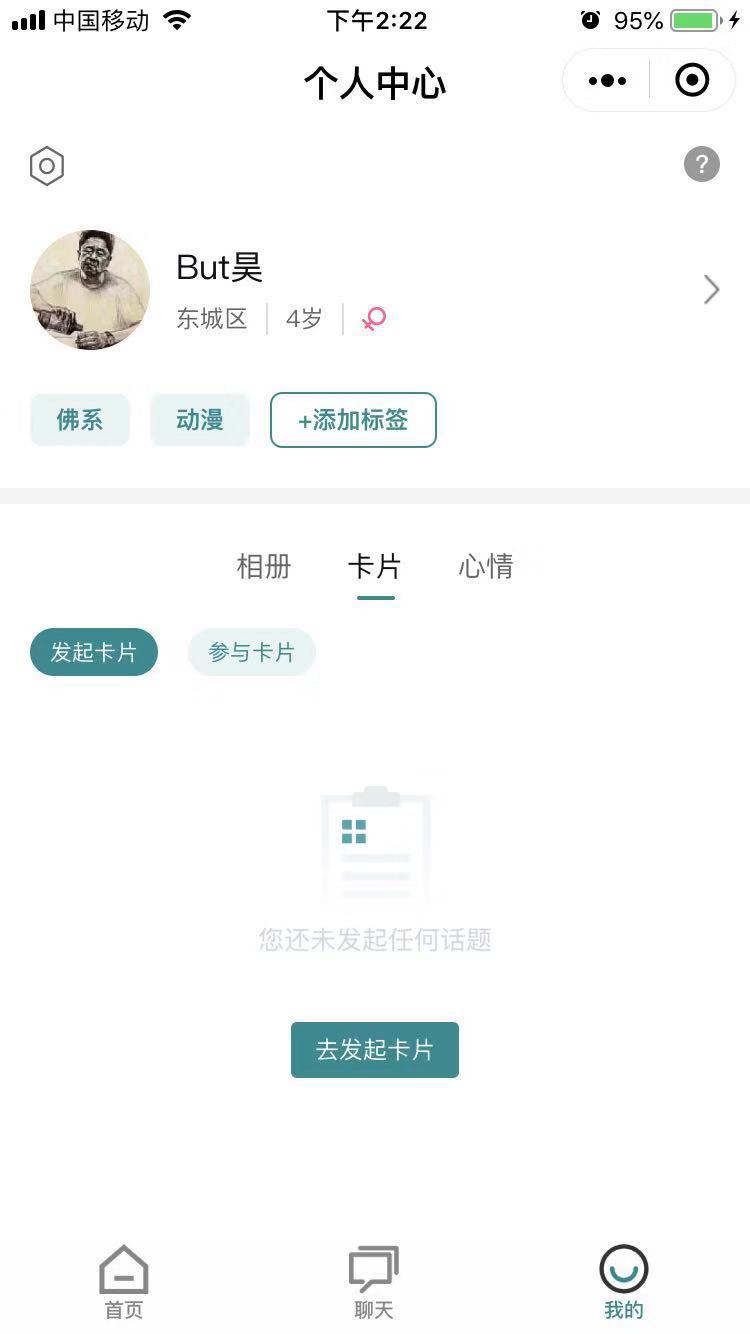 中国移动 下午2:22 95%
个人中心
?
But昊
东城区 4岁
佛系 动漫 +添加标签
相册 卡片 心情
发起卡片 参与卡片
您还未发起任何话题
去发起卡片
首页 聊天 我的